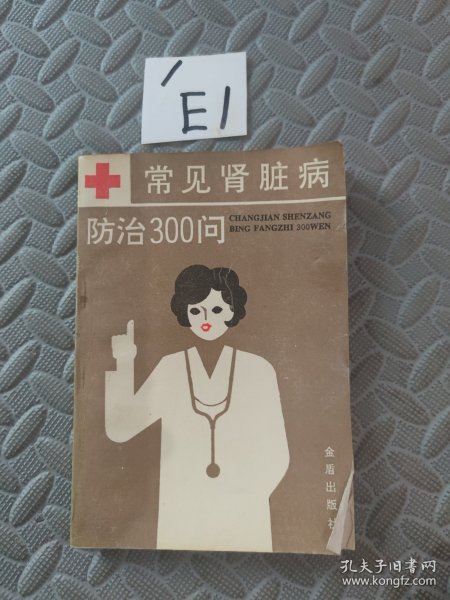 E1
常见肾脏病
防治300问
CHANGJIAN SHENZANG
BING FANGZHI 300WEN
金盾出版社
孔夫子旧书网
www.kongfz.com